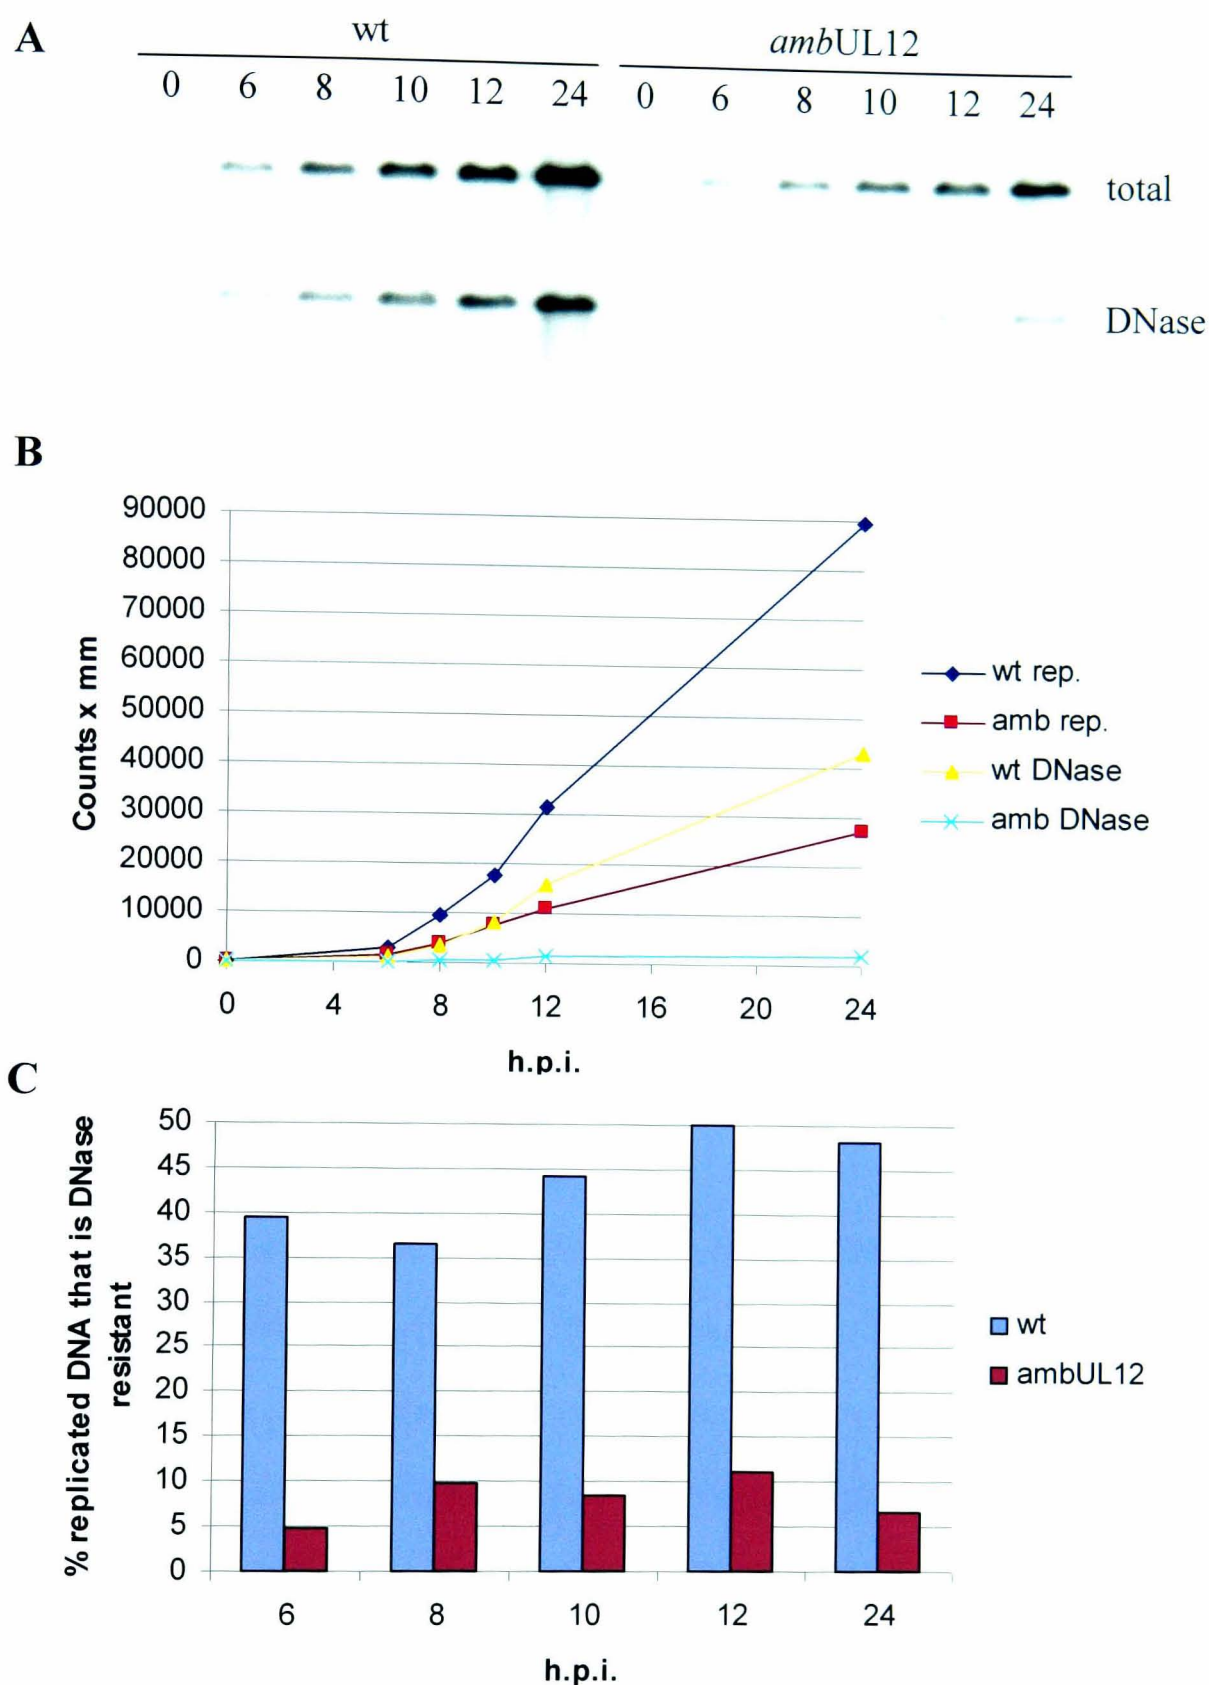 A
wt
ambUL12
0 6 8 10 12 24 0 6 8 10 12 24
total
DNase
B
90000
80000
70000
60000
50000
40000
30000
20000
10000
0
Counts x mm
0 4 8 12 16 20 24
h.p.i.
wt rep.
amb rep.
wt DNase
amb DNase
C
50
45
40
35
30
25
20
15
10
5
0
% replicated DNA that is DNase
resistant
6 8 10 12 24
h.p.i.
wt
ambUL12